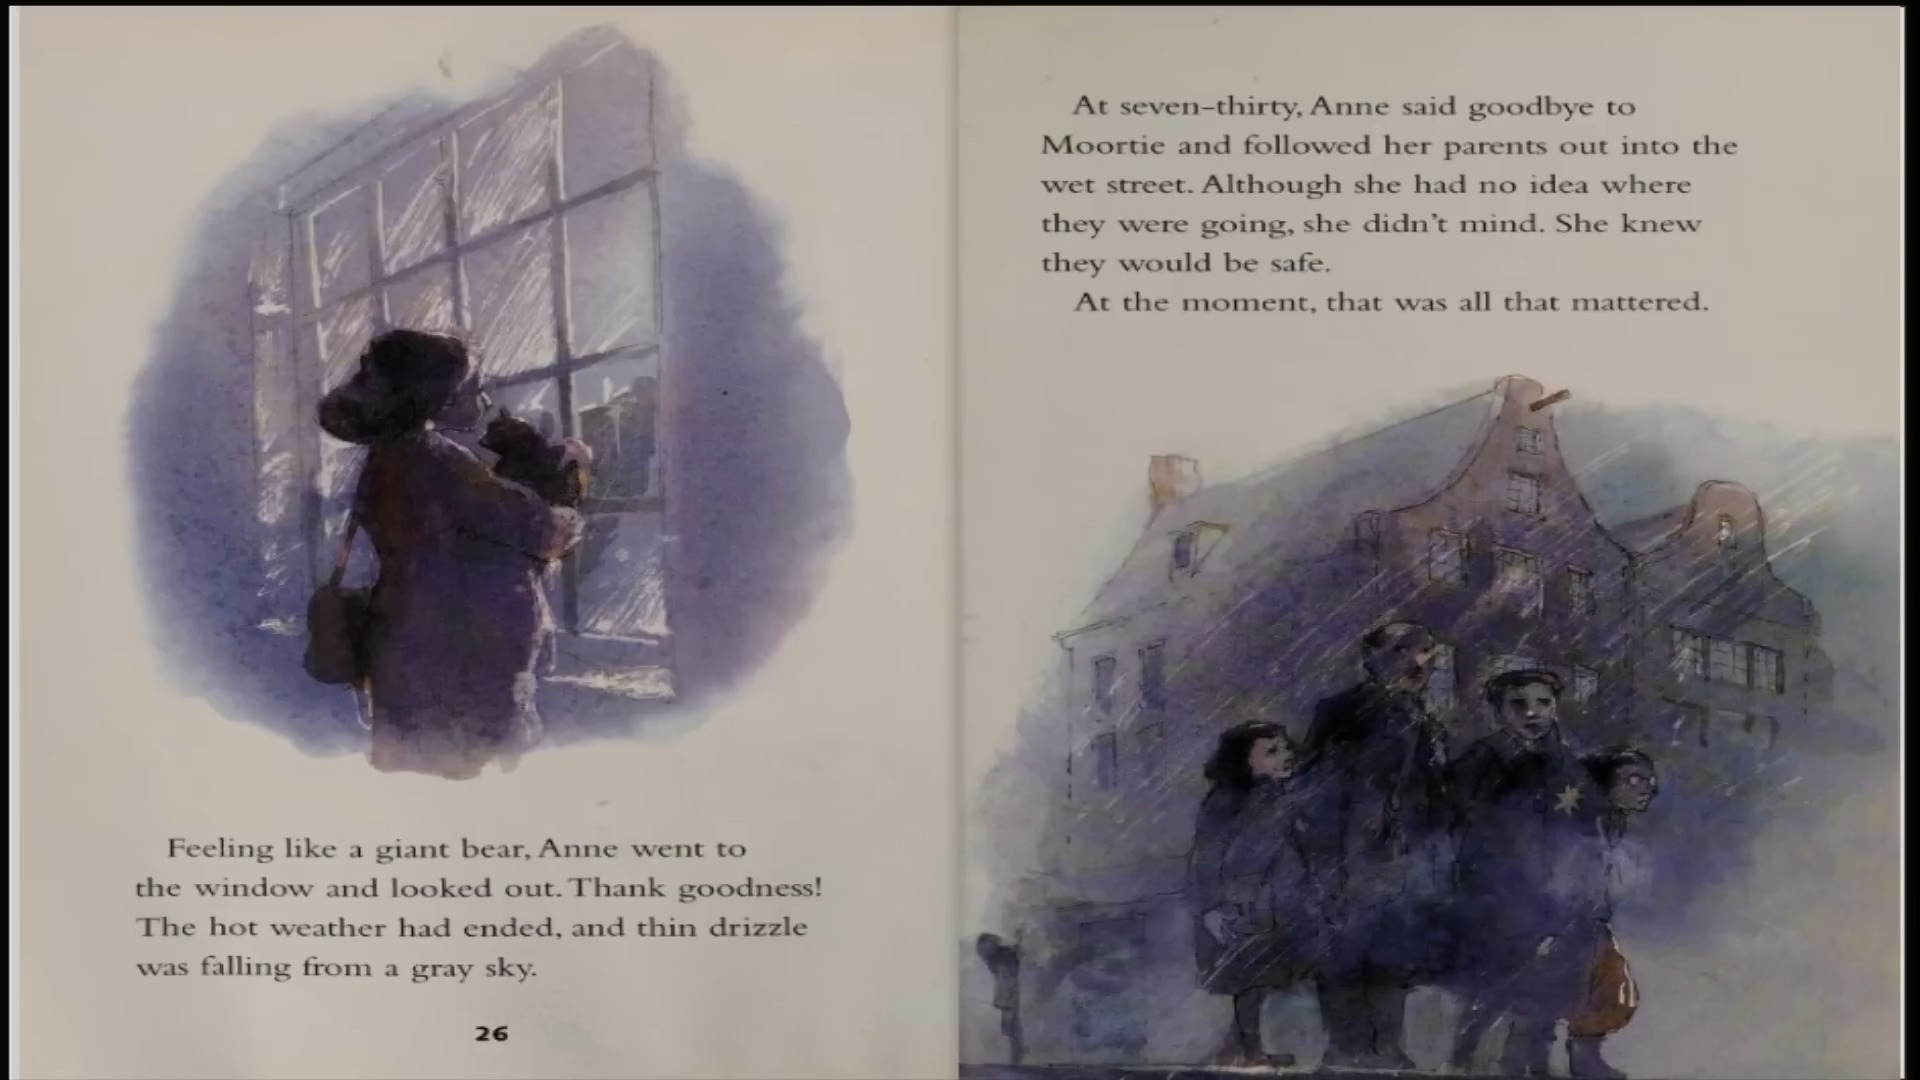 Feeling like a giant bear, Anne went to
the window and looked out. Thank goodness!
The hot weather had ended, and thin drizzle
was falling from a gray sky.
26
At seven-thirty, Anne said goodbye to
Moortie and followed her parents out into the
wet street. Although she had no idea where
they were going, she didn't mind. She knew
they would be safe.
At the moment, that was all that mattered.